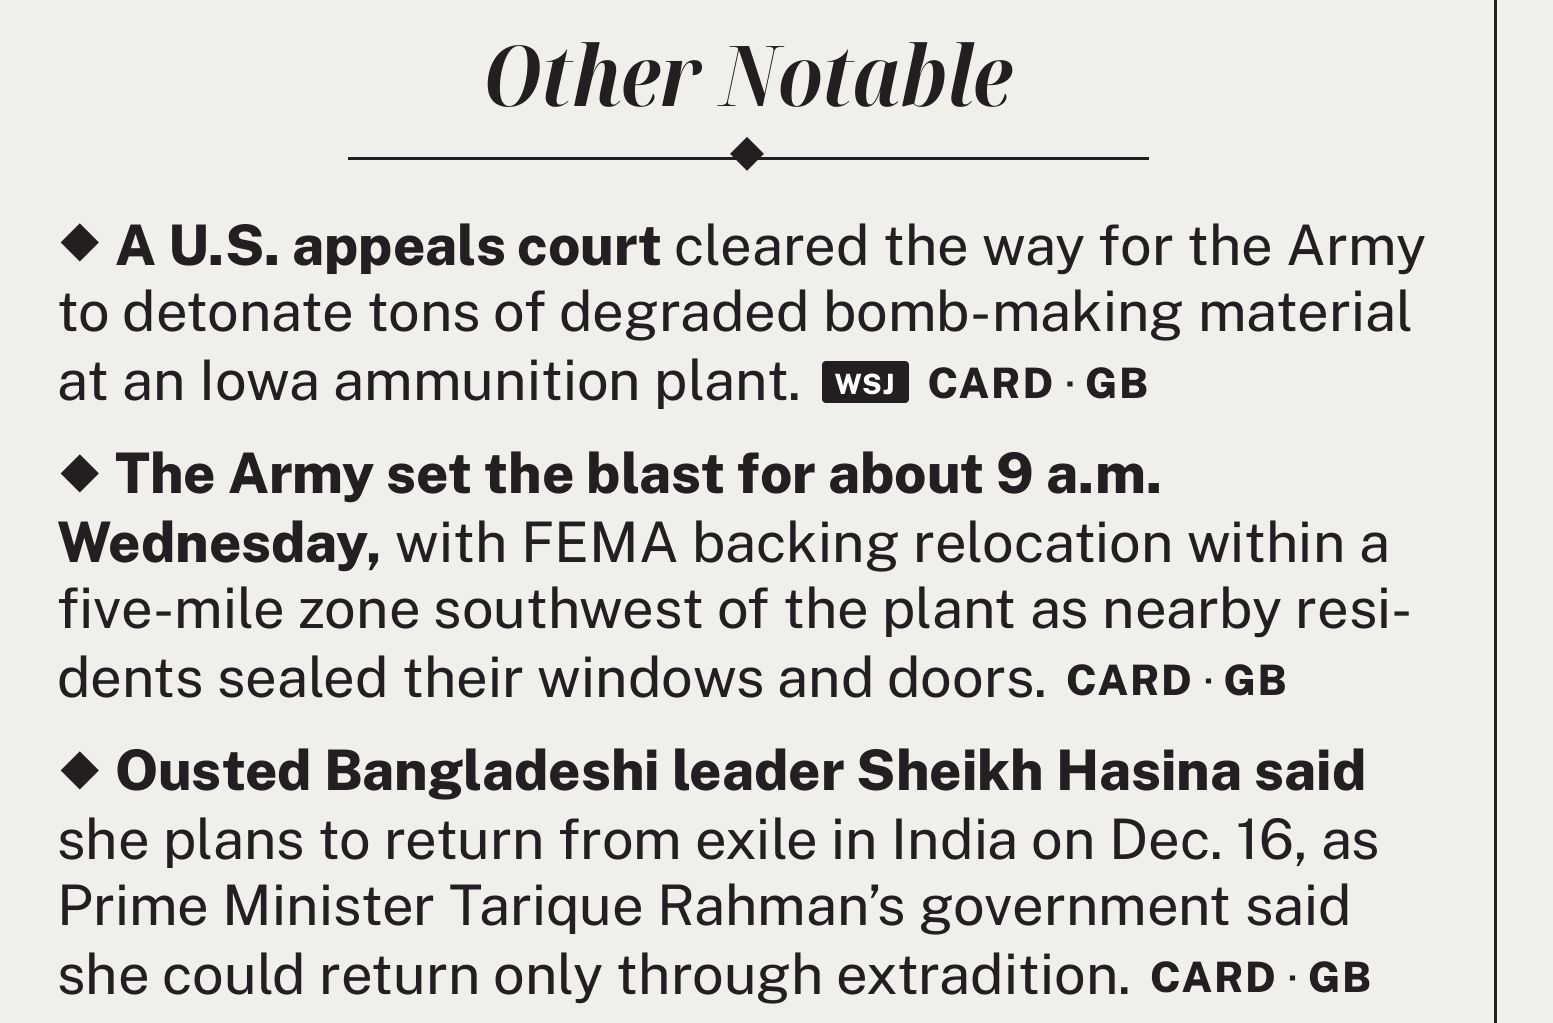 Other Notable
◆ A U.S. appeals court cleared the way for the Army
to detonate tons of degraded bomb-making material
at an Iowa ammunition plant. WSJ CARD · GB
◆ The Army set the blast for about 9 a.m.
Wednesday, with FEMA backing relocation within a
five-mile zone southwest of the plant as nearby resi-
dents sealed their windows and doors. CARD · GB
◆ Ousted Bangladeshi leader Sheikh Hasina said
she plans to return from exile in India on Dec. 16, as
Prime Minister Tarique Rahman’s government said
she could return only through extradition. CARD · GB